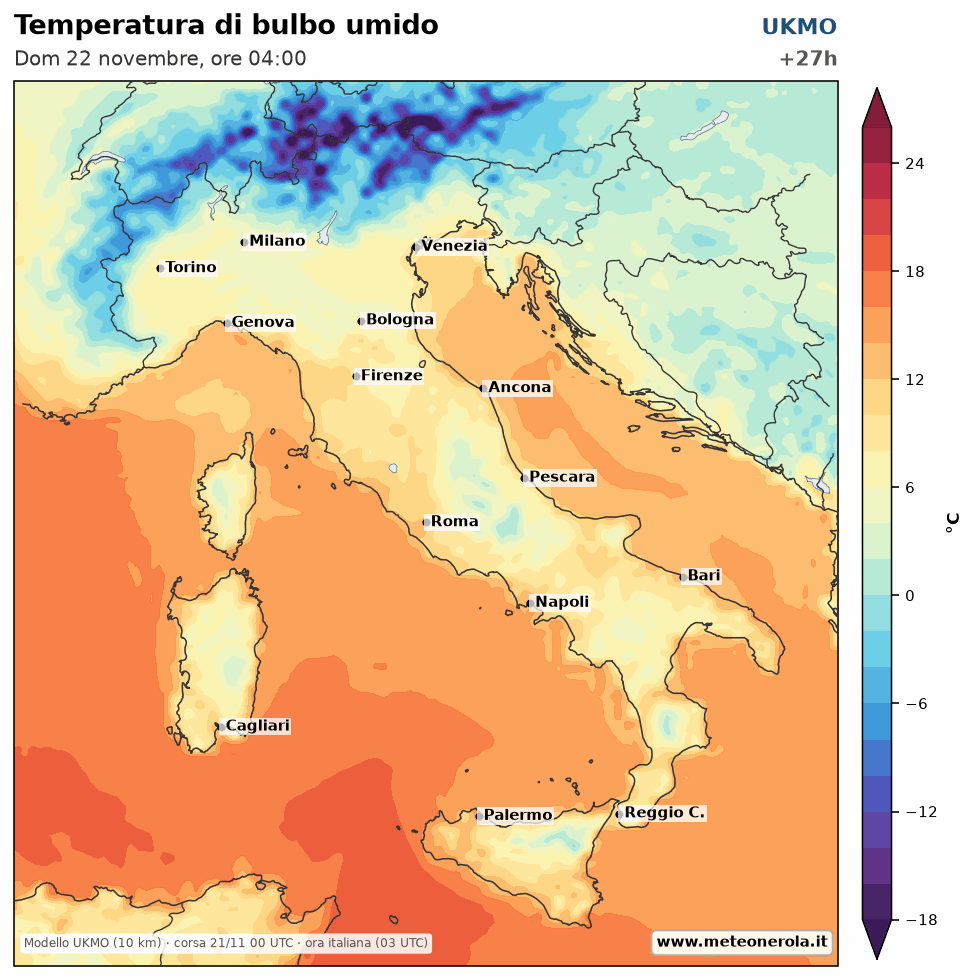 Temperatura di bulbo umido
UKMO
Dom 22 novembre, ore 04:00
+27h
Milano
Venezia
Torino
Genova
Bologna
Firenze
Ancona
Pescara
Roma
Bari
Napoli
Cagliari
Palermo
Reggio C.
24
18
12
6
0
−6
−12
−18
°C
Modello UKMO (10 km) · corsa 21/11 00 UTC · ora italiana (03 UTC)
www.meteonerola.it